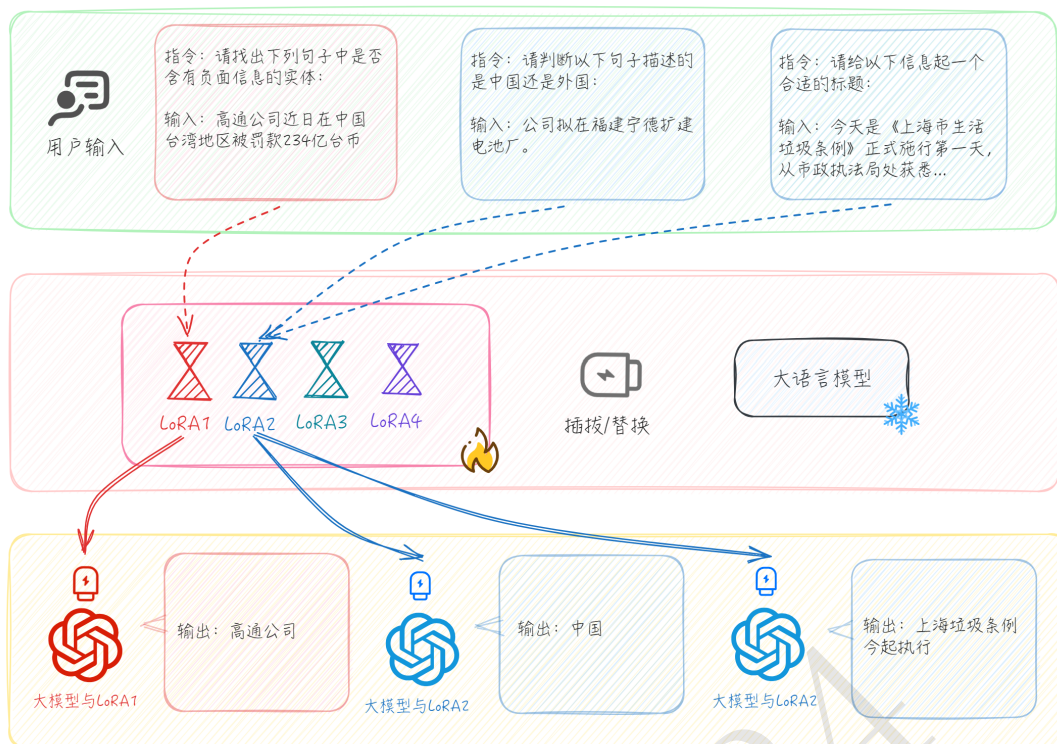 指令：请找出下列句子中是否
含有负面信息的实体：
输入：高通公司近日在中国
台湾地区被罚款234亿台币
指令：请判断以下句子描述的
是中国还是外国：
输入：公司拟在福建宁德扩建
电池厂。
指令：请给以下信息起一个
合适的标题：
输入：今天是《上海市生活
垃圾条例》正式施行第一天，
从市政执法局处获悉...
用户输入
LoRA1
LoRA2
LoRA3
LoRA4
插拔/替换
大语言模型
输出：高通公司
大模型与LoRA1
输出：中国
大模型与LoRA2
输出：上海垃圾条例
今起执行
大模型与LoRA2